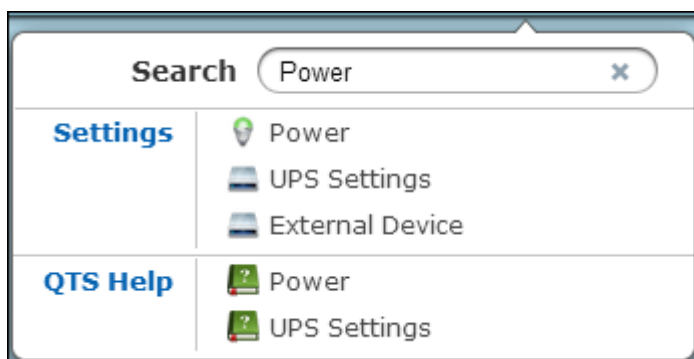 Search Power
Settings Power
UPS Settings
External Device
QTS Help Power
UPS Settings